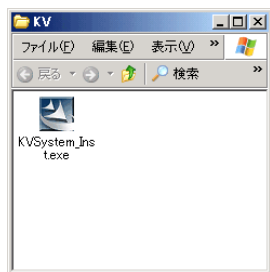 KV
ファイル(F) 編集(E) 表示(V) »
戻る 検索 »
KVSystem_Ins
t.exe